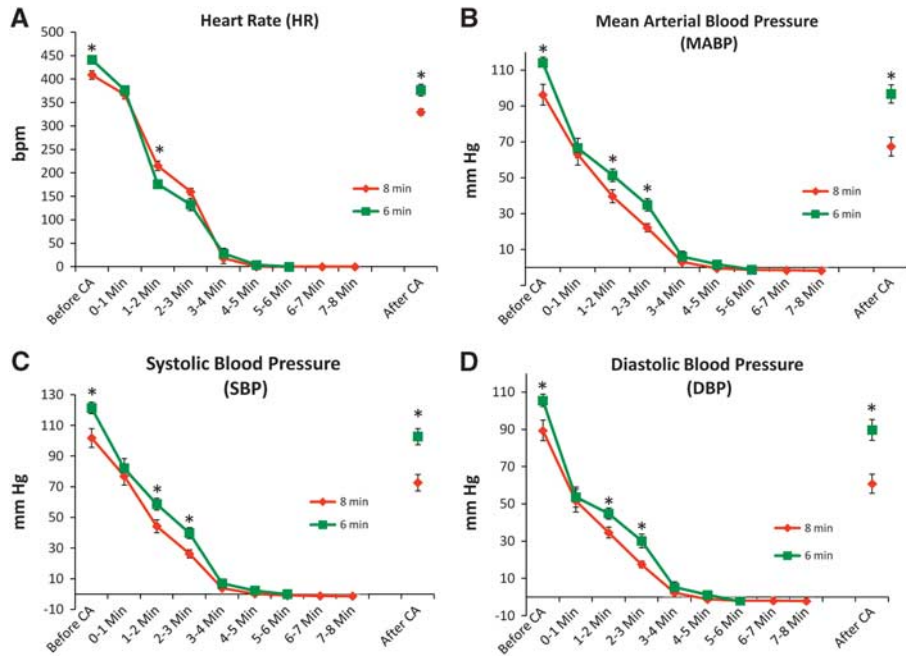 A
Heart Rate (HR)
500
450
400
350
300
250
200
150
100
50
0
bpm
*
*
*
8 min
6 min
Before CA
0-1 Min
1-2 Min
2-3 Min
3-4 Min
4-5 Min
5-6 Min
6-7 Min
7-8 Min
After CA
B
Mean Arterial Blood Pressure
(MABP)
110
90
70
50
30
10
mm Hg
*
*
*
*
8 min
6 min
Before CA
0-1 Min
1-2 Min
2-3 Min
3-4 Min
4-5 Min
5-6 Min
6-7 Min
7-8 Min
After CA
C
Systolic Blood Pressure
(SBP)
130
110
90
70
50
30
10
-10
mm Hg
*
*
*
*
8 min
6 min
Before CA
0-1 Min
1-2 Min
2-3 Min
3-4 Min
4-5 Min
5-6 Min
6-7 Min
7-8 Min
After CA
D
Diastolic Blood Pressure
(DBP)
110
90
70
50
30
10
-10
mm Hg
*
*
*
*
8 min
6 min
Before CA
0-1 Min
1-2 Min
2-3 Min
3-4 Min
4-5 Min
5-6 Min
6-7 Min
7-8 Min
After CA